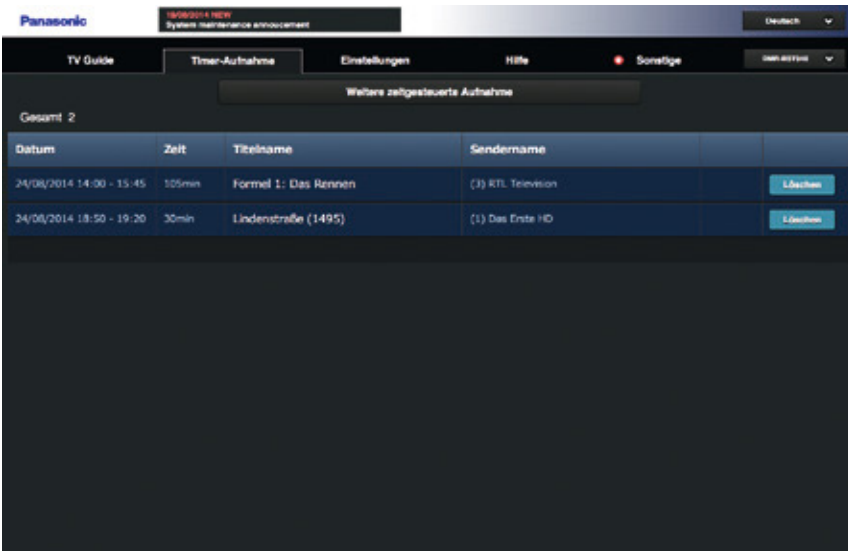 Panasonic
19/08/2014 NEW
System maintenance annoucement
Deutsch
TV Guide Timer-Aufnahme Einstellungen Hilfe Sonstige
Weitere zeitgesteuerte Aufnahme
Gesamt 2
Datum Zeit Titelname Sendername
24/08/2014 14:00 - 15:45 105min Formel 1: Das Rennen (3) RTL Television Löschen
24/08/2014 18:50 - 19:20 30min Lindenstraße (1495) (1) Das Erste HD Löschen